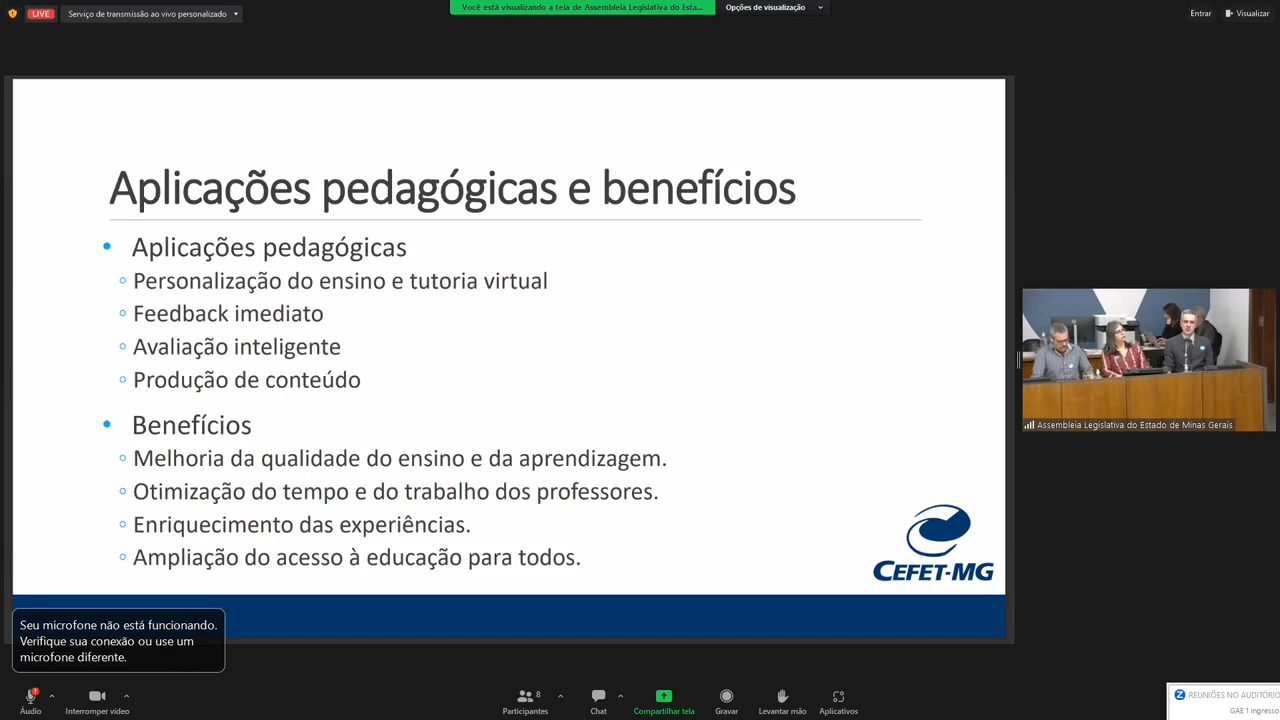 LIVE
Serviço de transmissão ao vivo personalizado
Você está visualizando a tela de Assembleia Legislativa do Esta...
Opções de visualização
Entrar
Visualizar
Aplicações pedagógicas e benefícios
• Aplicações pedagógicas
◦ Personalização do ensino e tutoria virtual
◦ Feedback imediato
◦ Avaliação inteligente
◦ Produção de conteúdo
• Benefícios
◦ Melhoria da qualidade do ensino e da aprendizagem.
◦ Otimização do tempo e do trabalho dos professores.
◦ Enriquecimento das experiências.
◦ Ampliação do acesso à educação para todos.
CEFET-MG
Assembleia Legislativa do Estado de Minas Gerais
Seu microfone não está funcionando.
Verifique sua conexão ou use um
microfone diferente.
Áudio
Interromper vídeo
8
Participantes
Chat
Compartilhar tela
Gravar
Levantar mão
Aplicativos
REUNIÕES NO AUDITÓRIO
GAE 1 ingresso